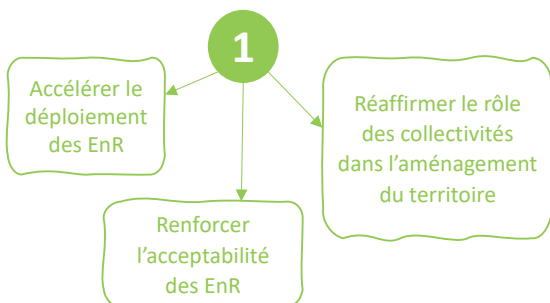 1
Accélérer le
déploiement
des EnR
Réaffirmer le rôle
des collectivités
dans l’aménagement
du territoire
Renforcer
l’acceptabilité
des EnR